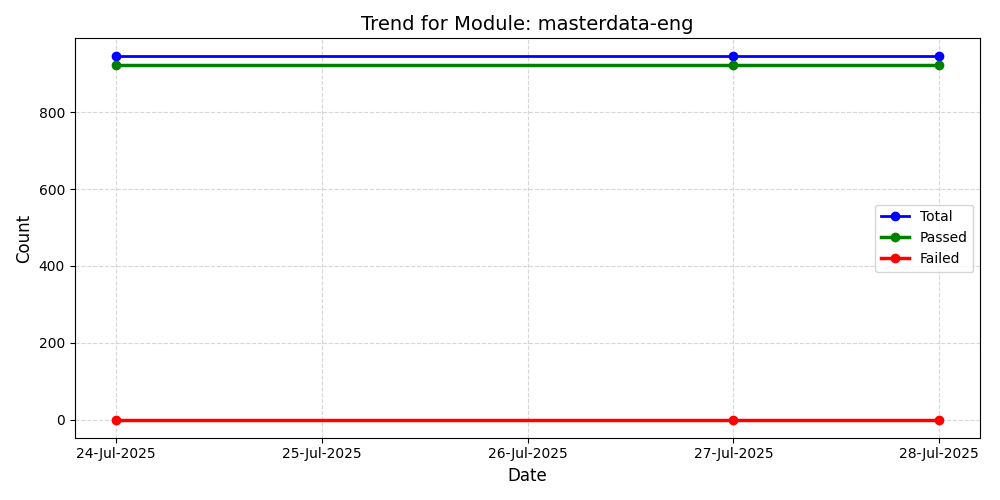 Trend for Module: masterdata-eng
800
600
400
200
0
Count
Total
Passed
Failed
24-Jul-2025
25-Jul-2025
26-Jul-2025
27-Jul-2025
28-Jul-2025
Date